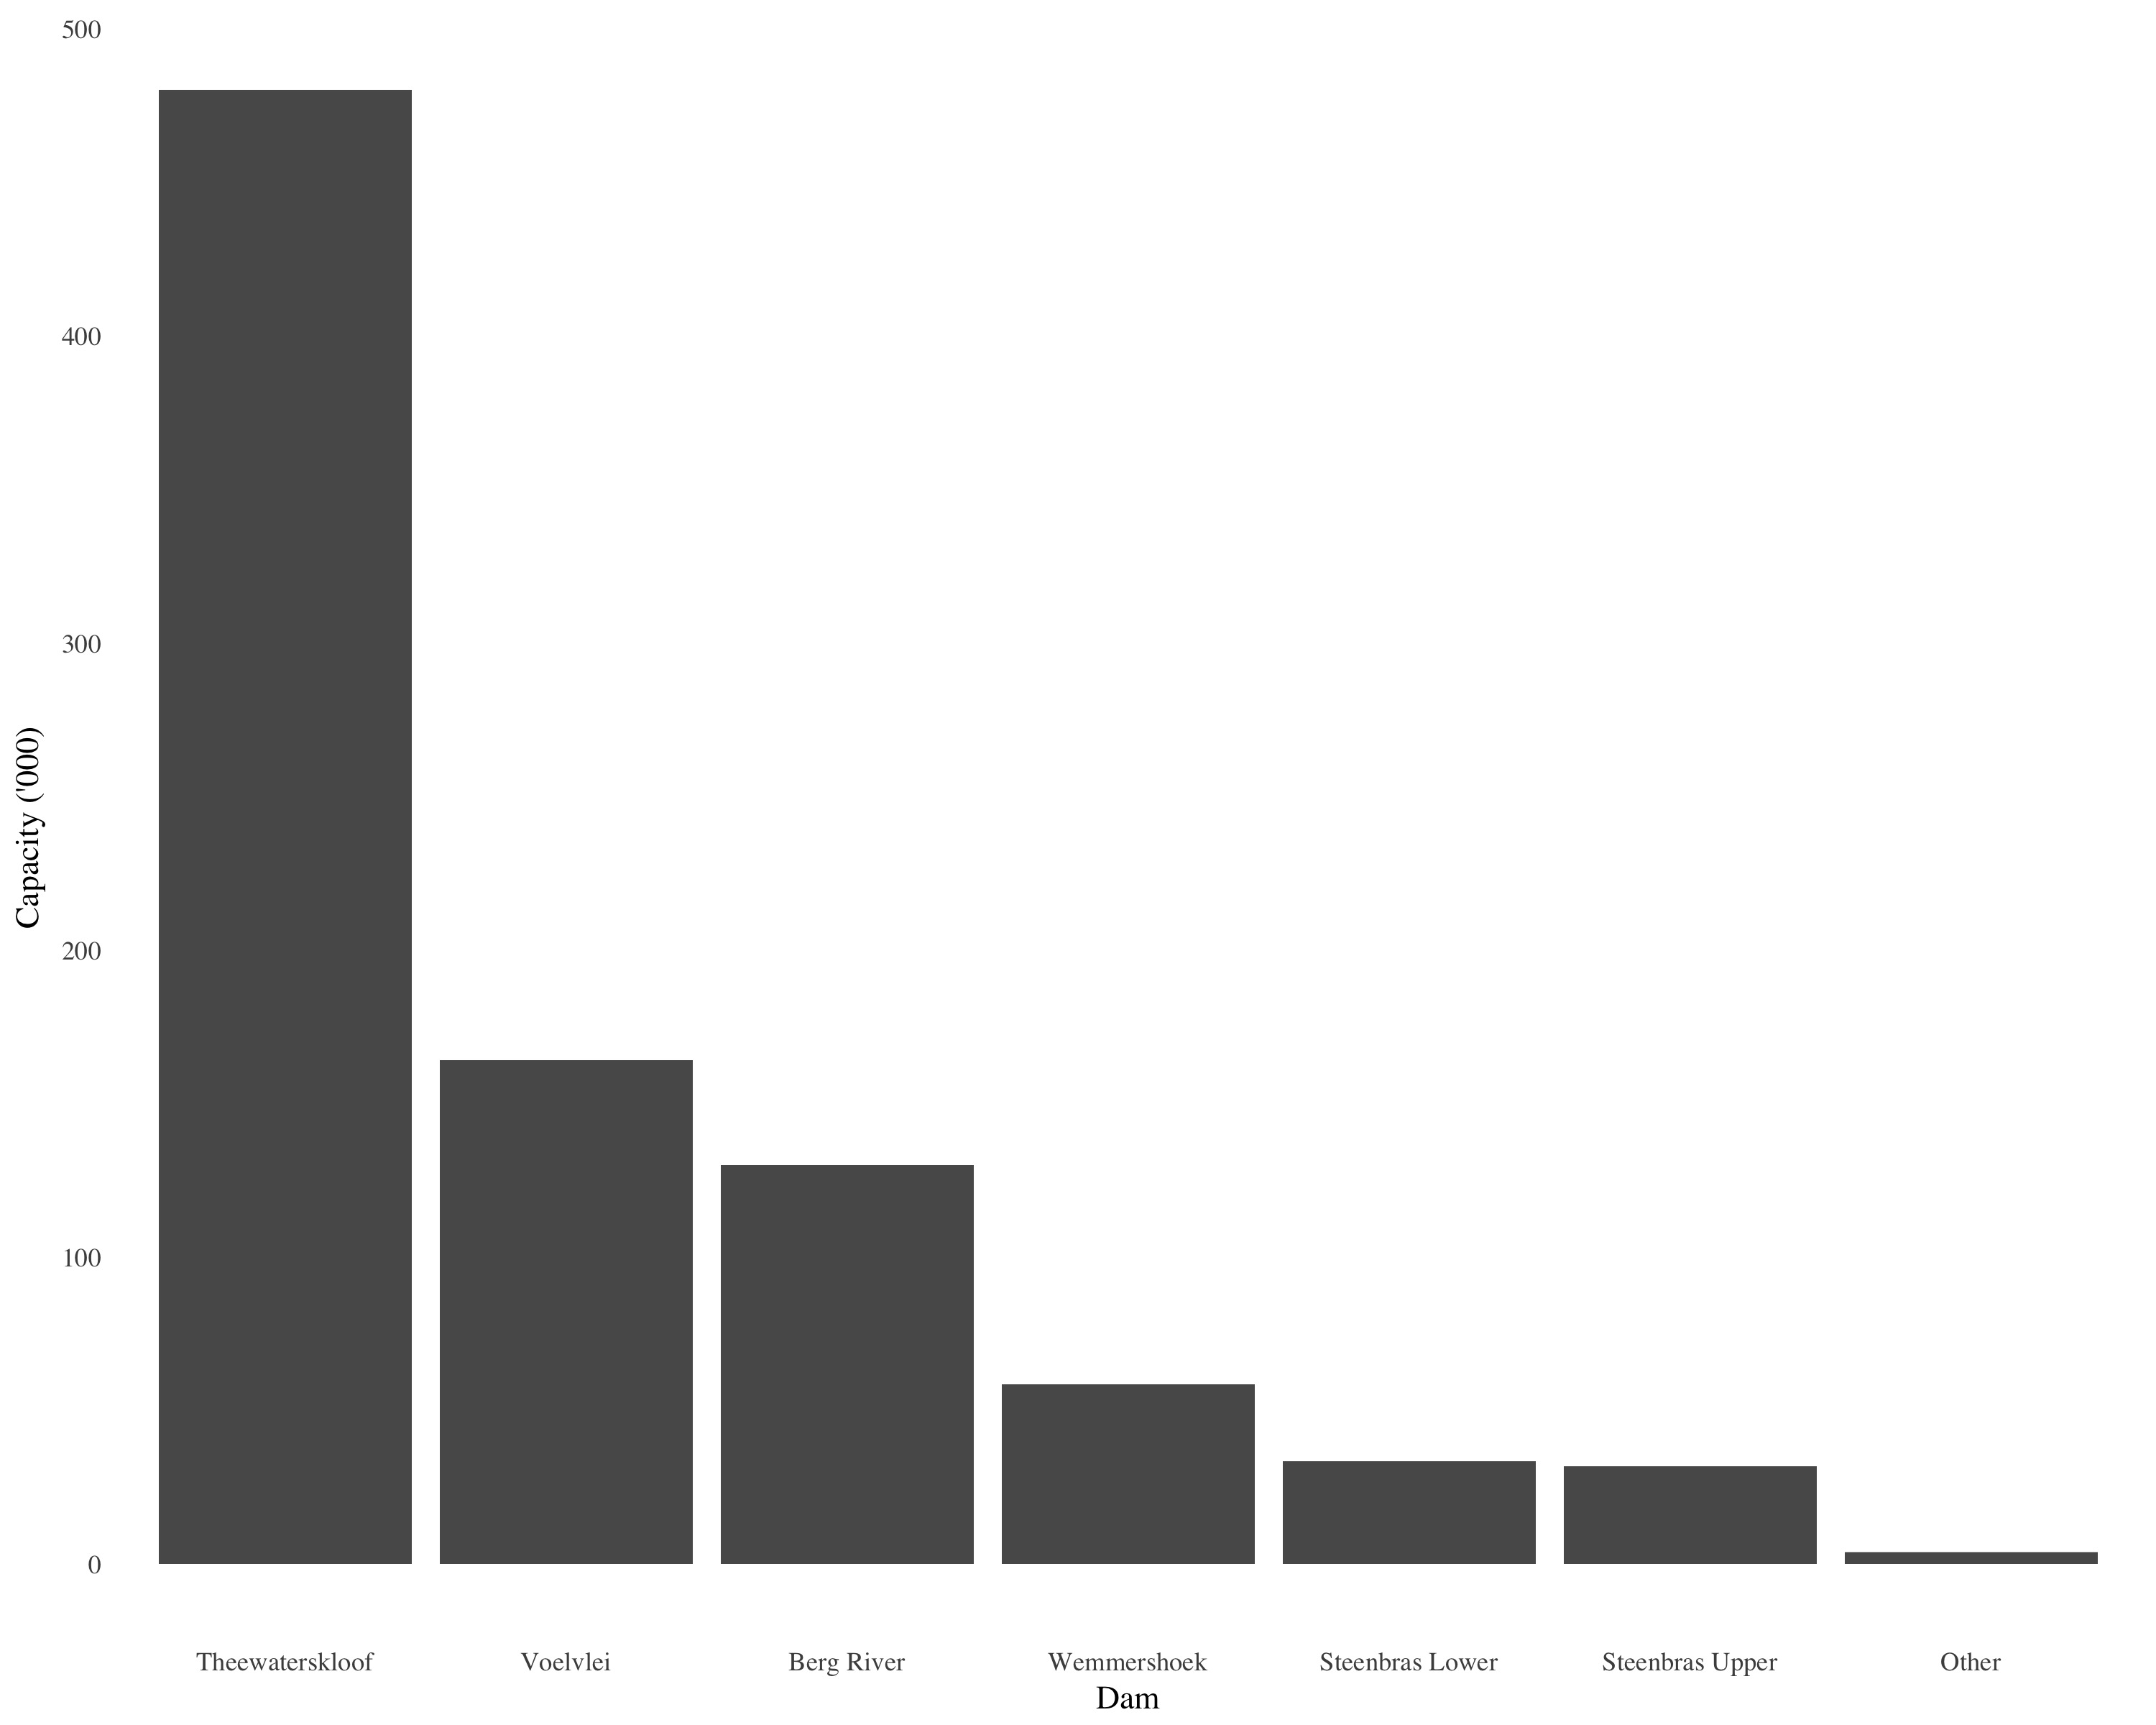 500
400
300
200
100
0
Capacity ('000)
Theewaterskloof
Voelvlei
Berg River
Wemmershoek
Steenbras Lower
Steenbras Upper
Other
Dam